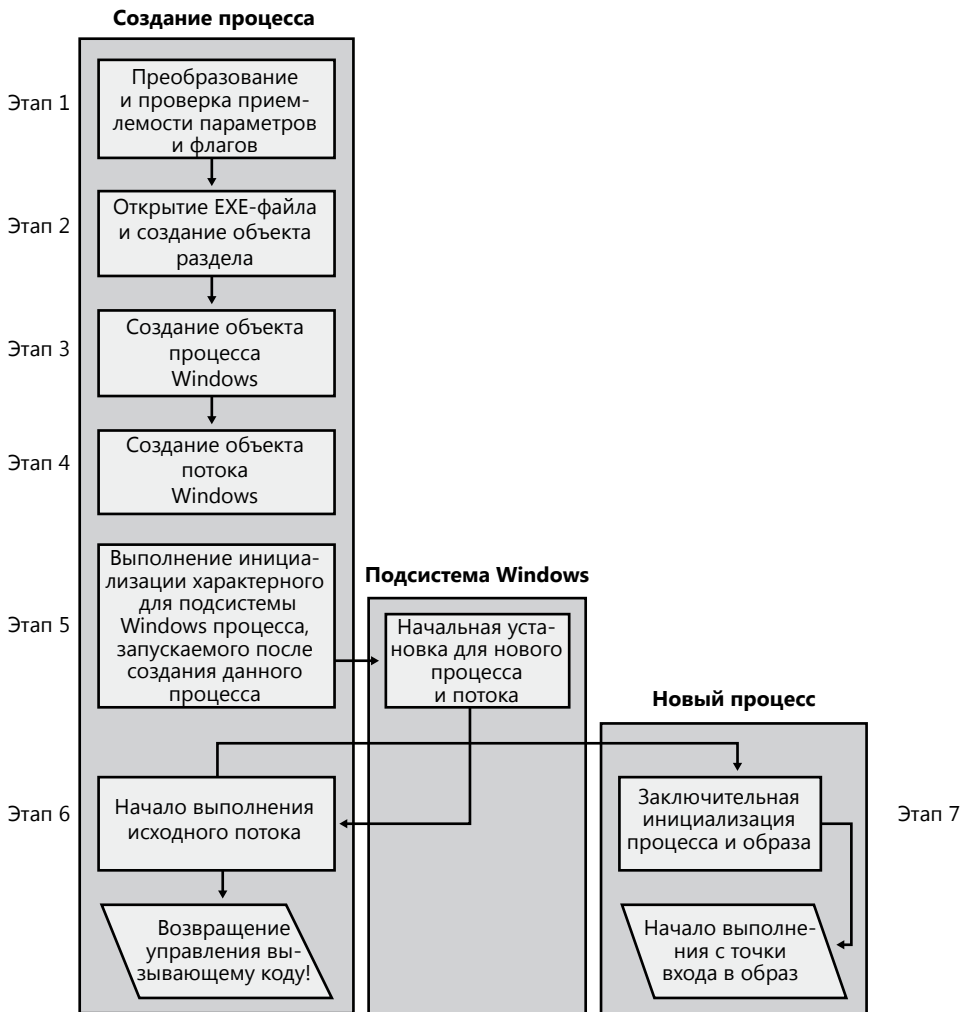 Создание процесса
Этап 1
Преобразование
и проверка прием-
лемости параметров
и флагов
Этап 2
Открытие EXE-файла
и создание объекта
раздела
Этап 3
Создание объекта
процесса
Windows
Этап 4
Создание объекта
потока
Windows
Этап 5
Выполнение инициа-
лизации характерного
для подсистемы
Windows процесса,
запускаемого после
создания данного
процесса
Подсистема Windows
Начальная уста-
новка для нового
процесса
и потока
Новый процесс
Этап 6
Начало выполнения
исходного потока
Заключительная
инициализация
процесса и образа
Этап 7
Возвращение
управления вы-
зывающему коду!
Начало выполне-
ния с точки
входа в образ